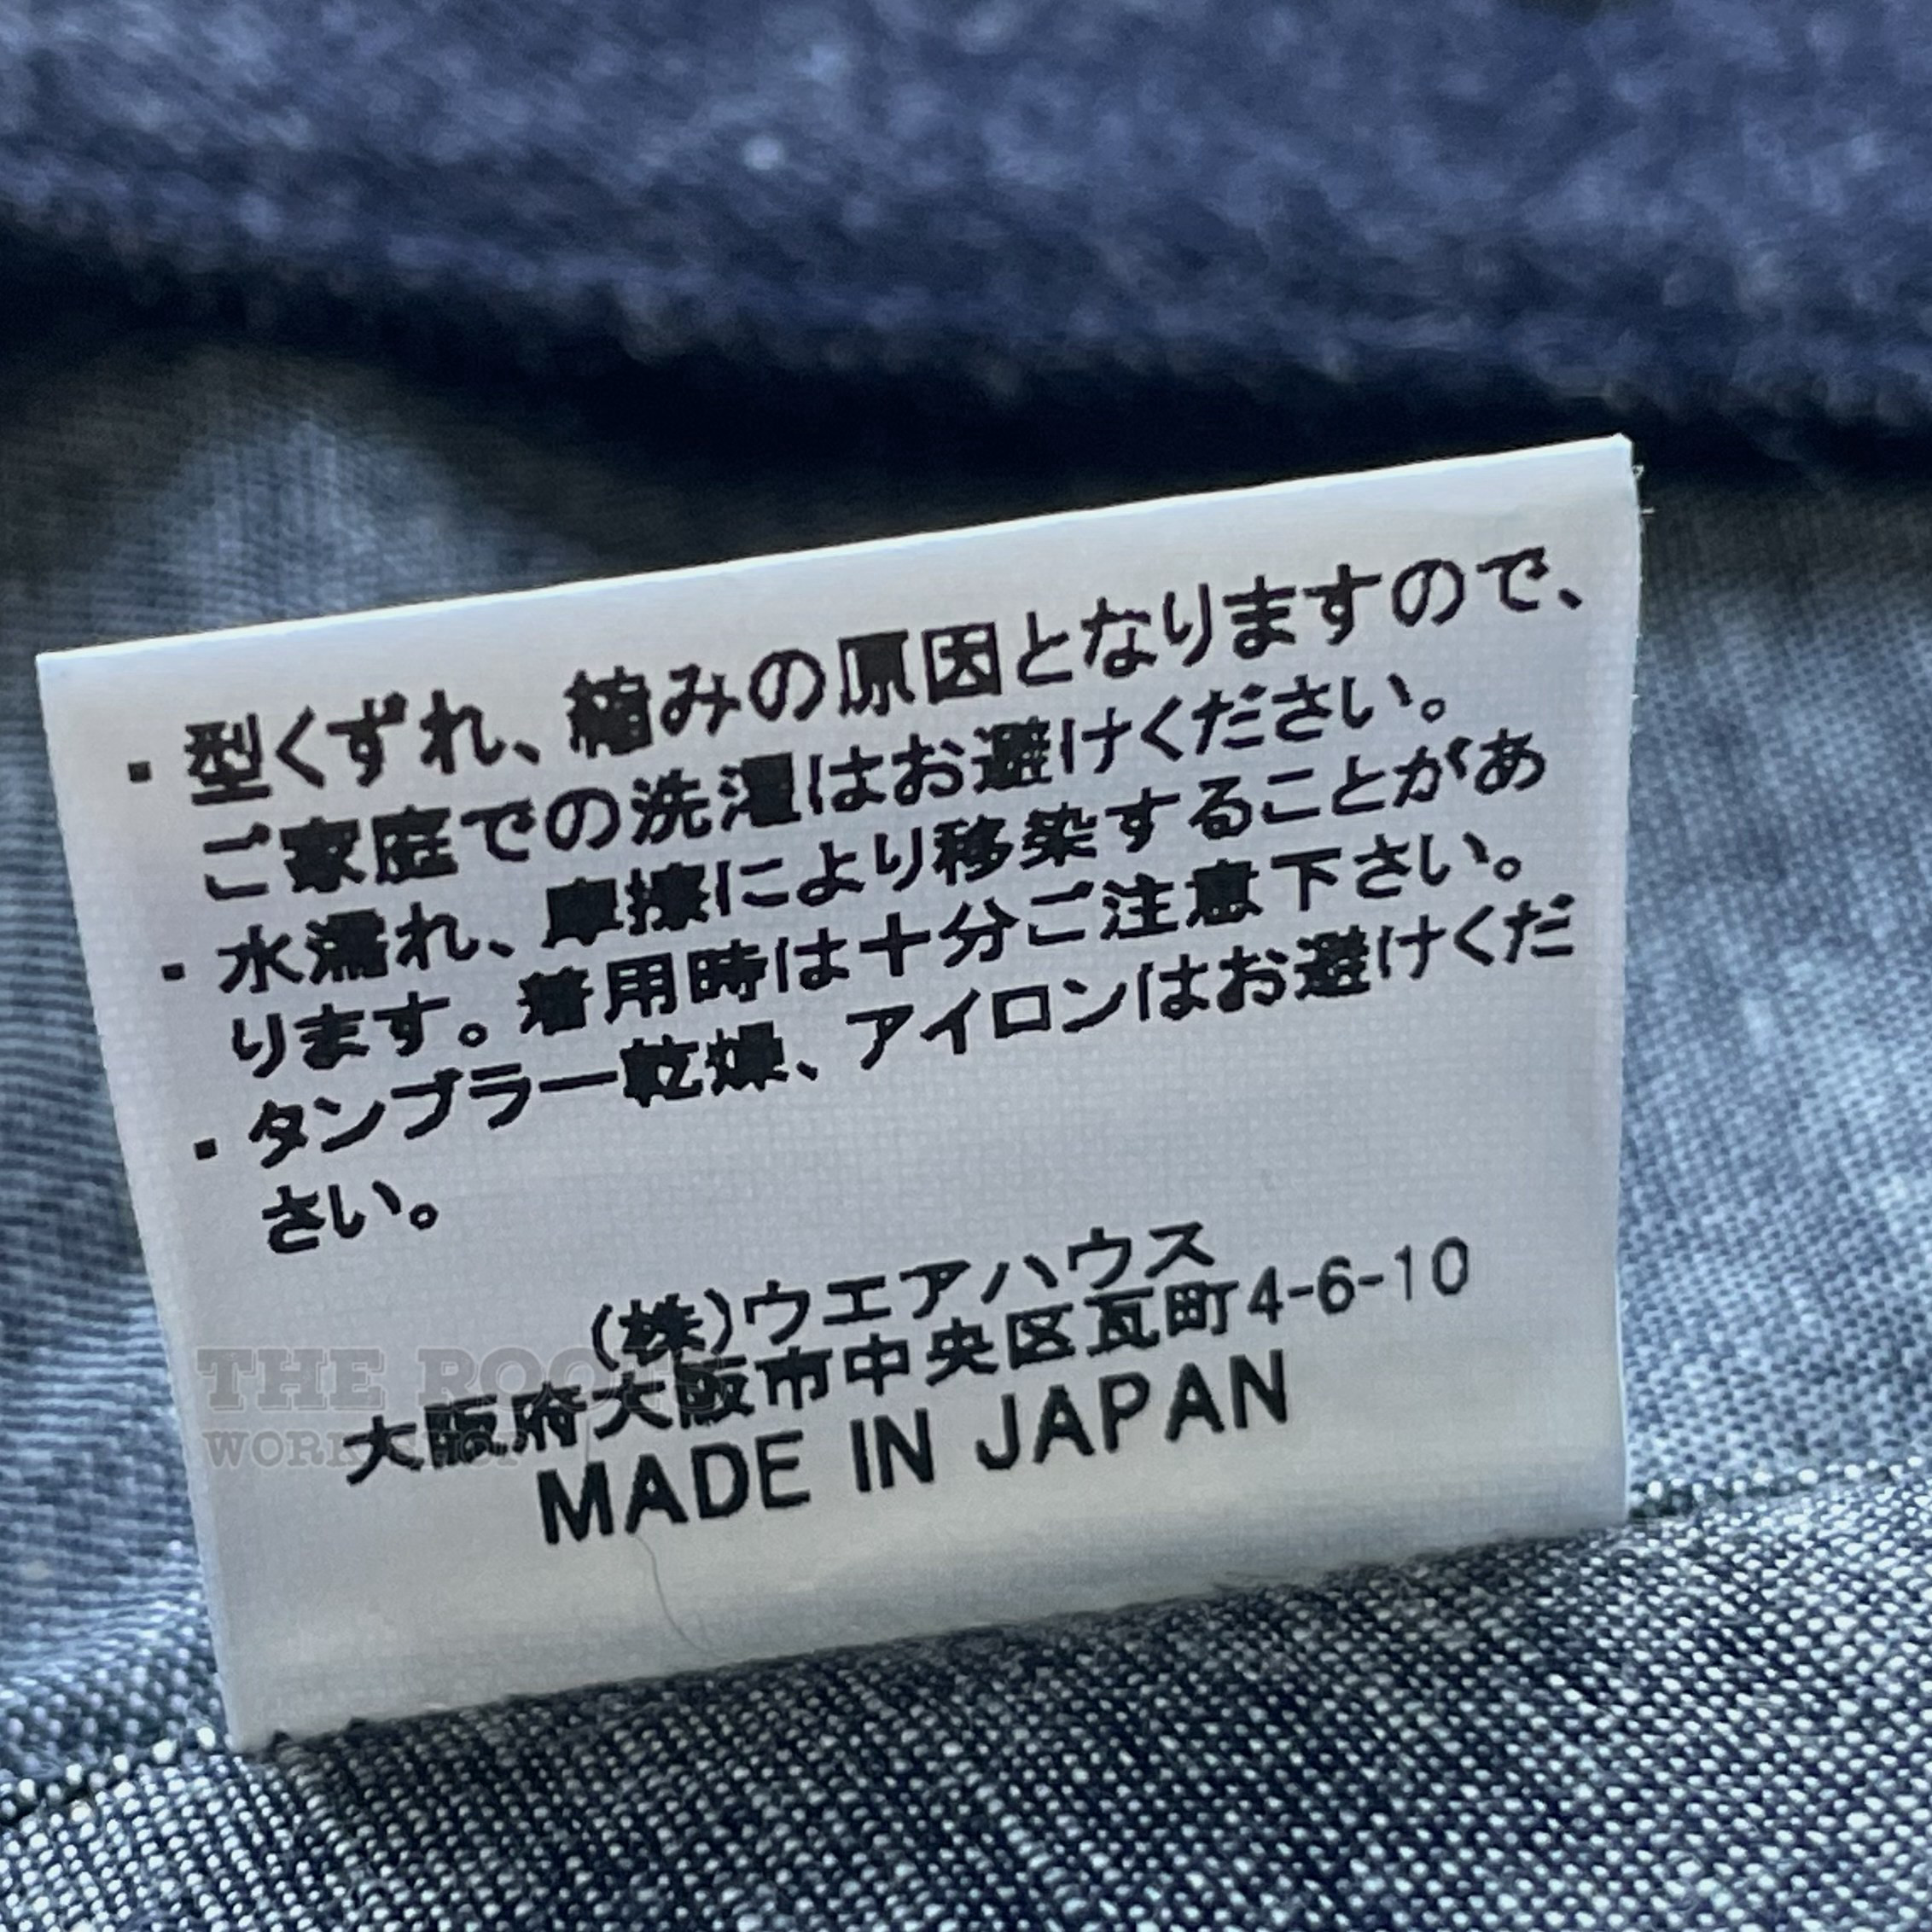 ・型くずれ、縮みの原因となりますので、
ご家庭での洗濯はお避けください。
・水濡れ、摩擦により移染することがあ
ります。着用時は十分ご注意下さい。
・タンブラー乾燥、アイロンはお避けくだ
さい。
(株)ウエアハウス
大阪府大阪市中央区瓦町4-6-10
MADE IN JAPAN
THE ROOTS
WORK SHOP